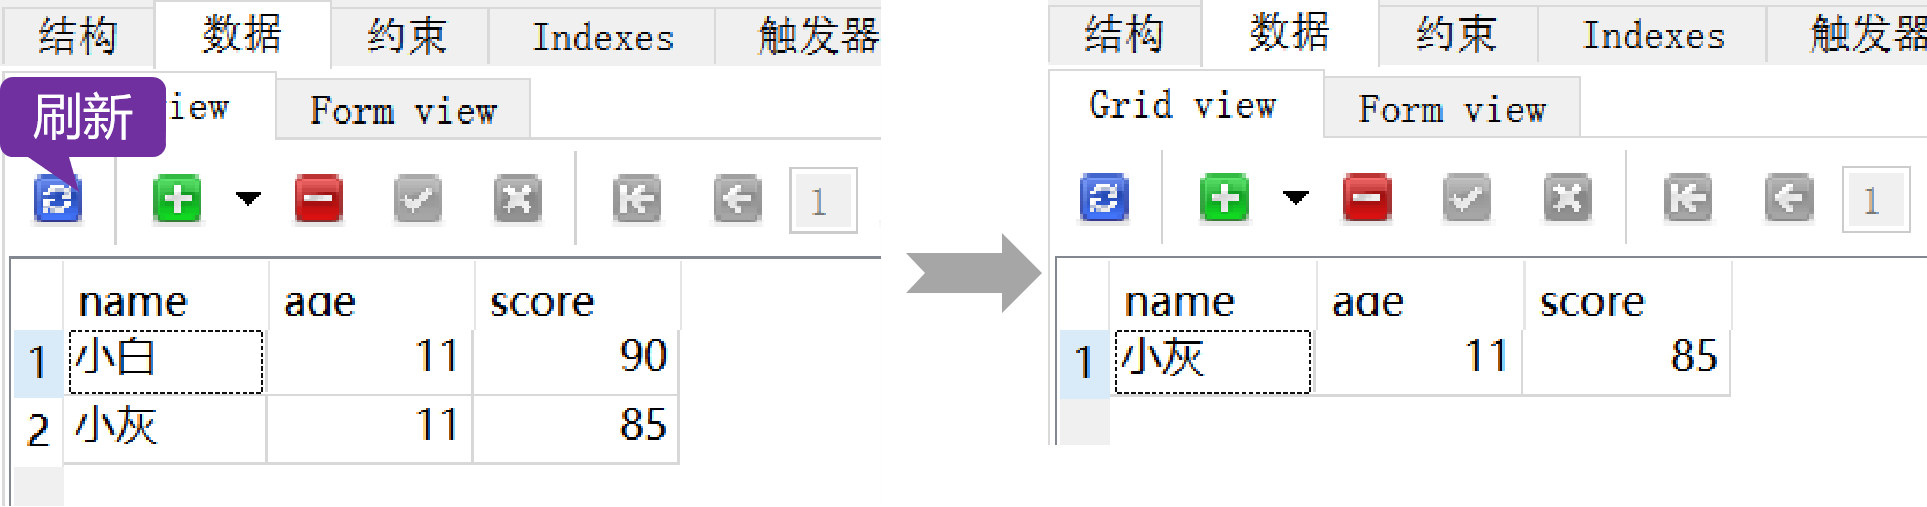 结构 数据 约束 Indexes 触发器
刷新 iew Form view
1
name age score
1 小白 11 90
2 小灰 11 85
结构 数据 约束 Indexes 触发器
Grid view Form view
1
name age score
1 小灰 11 85